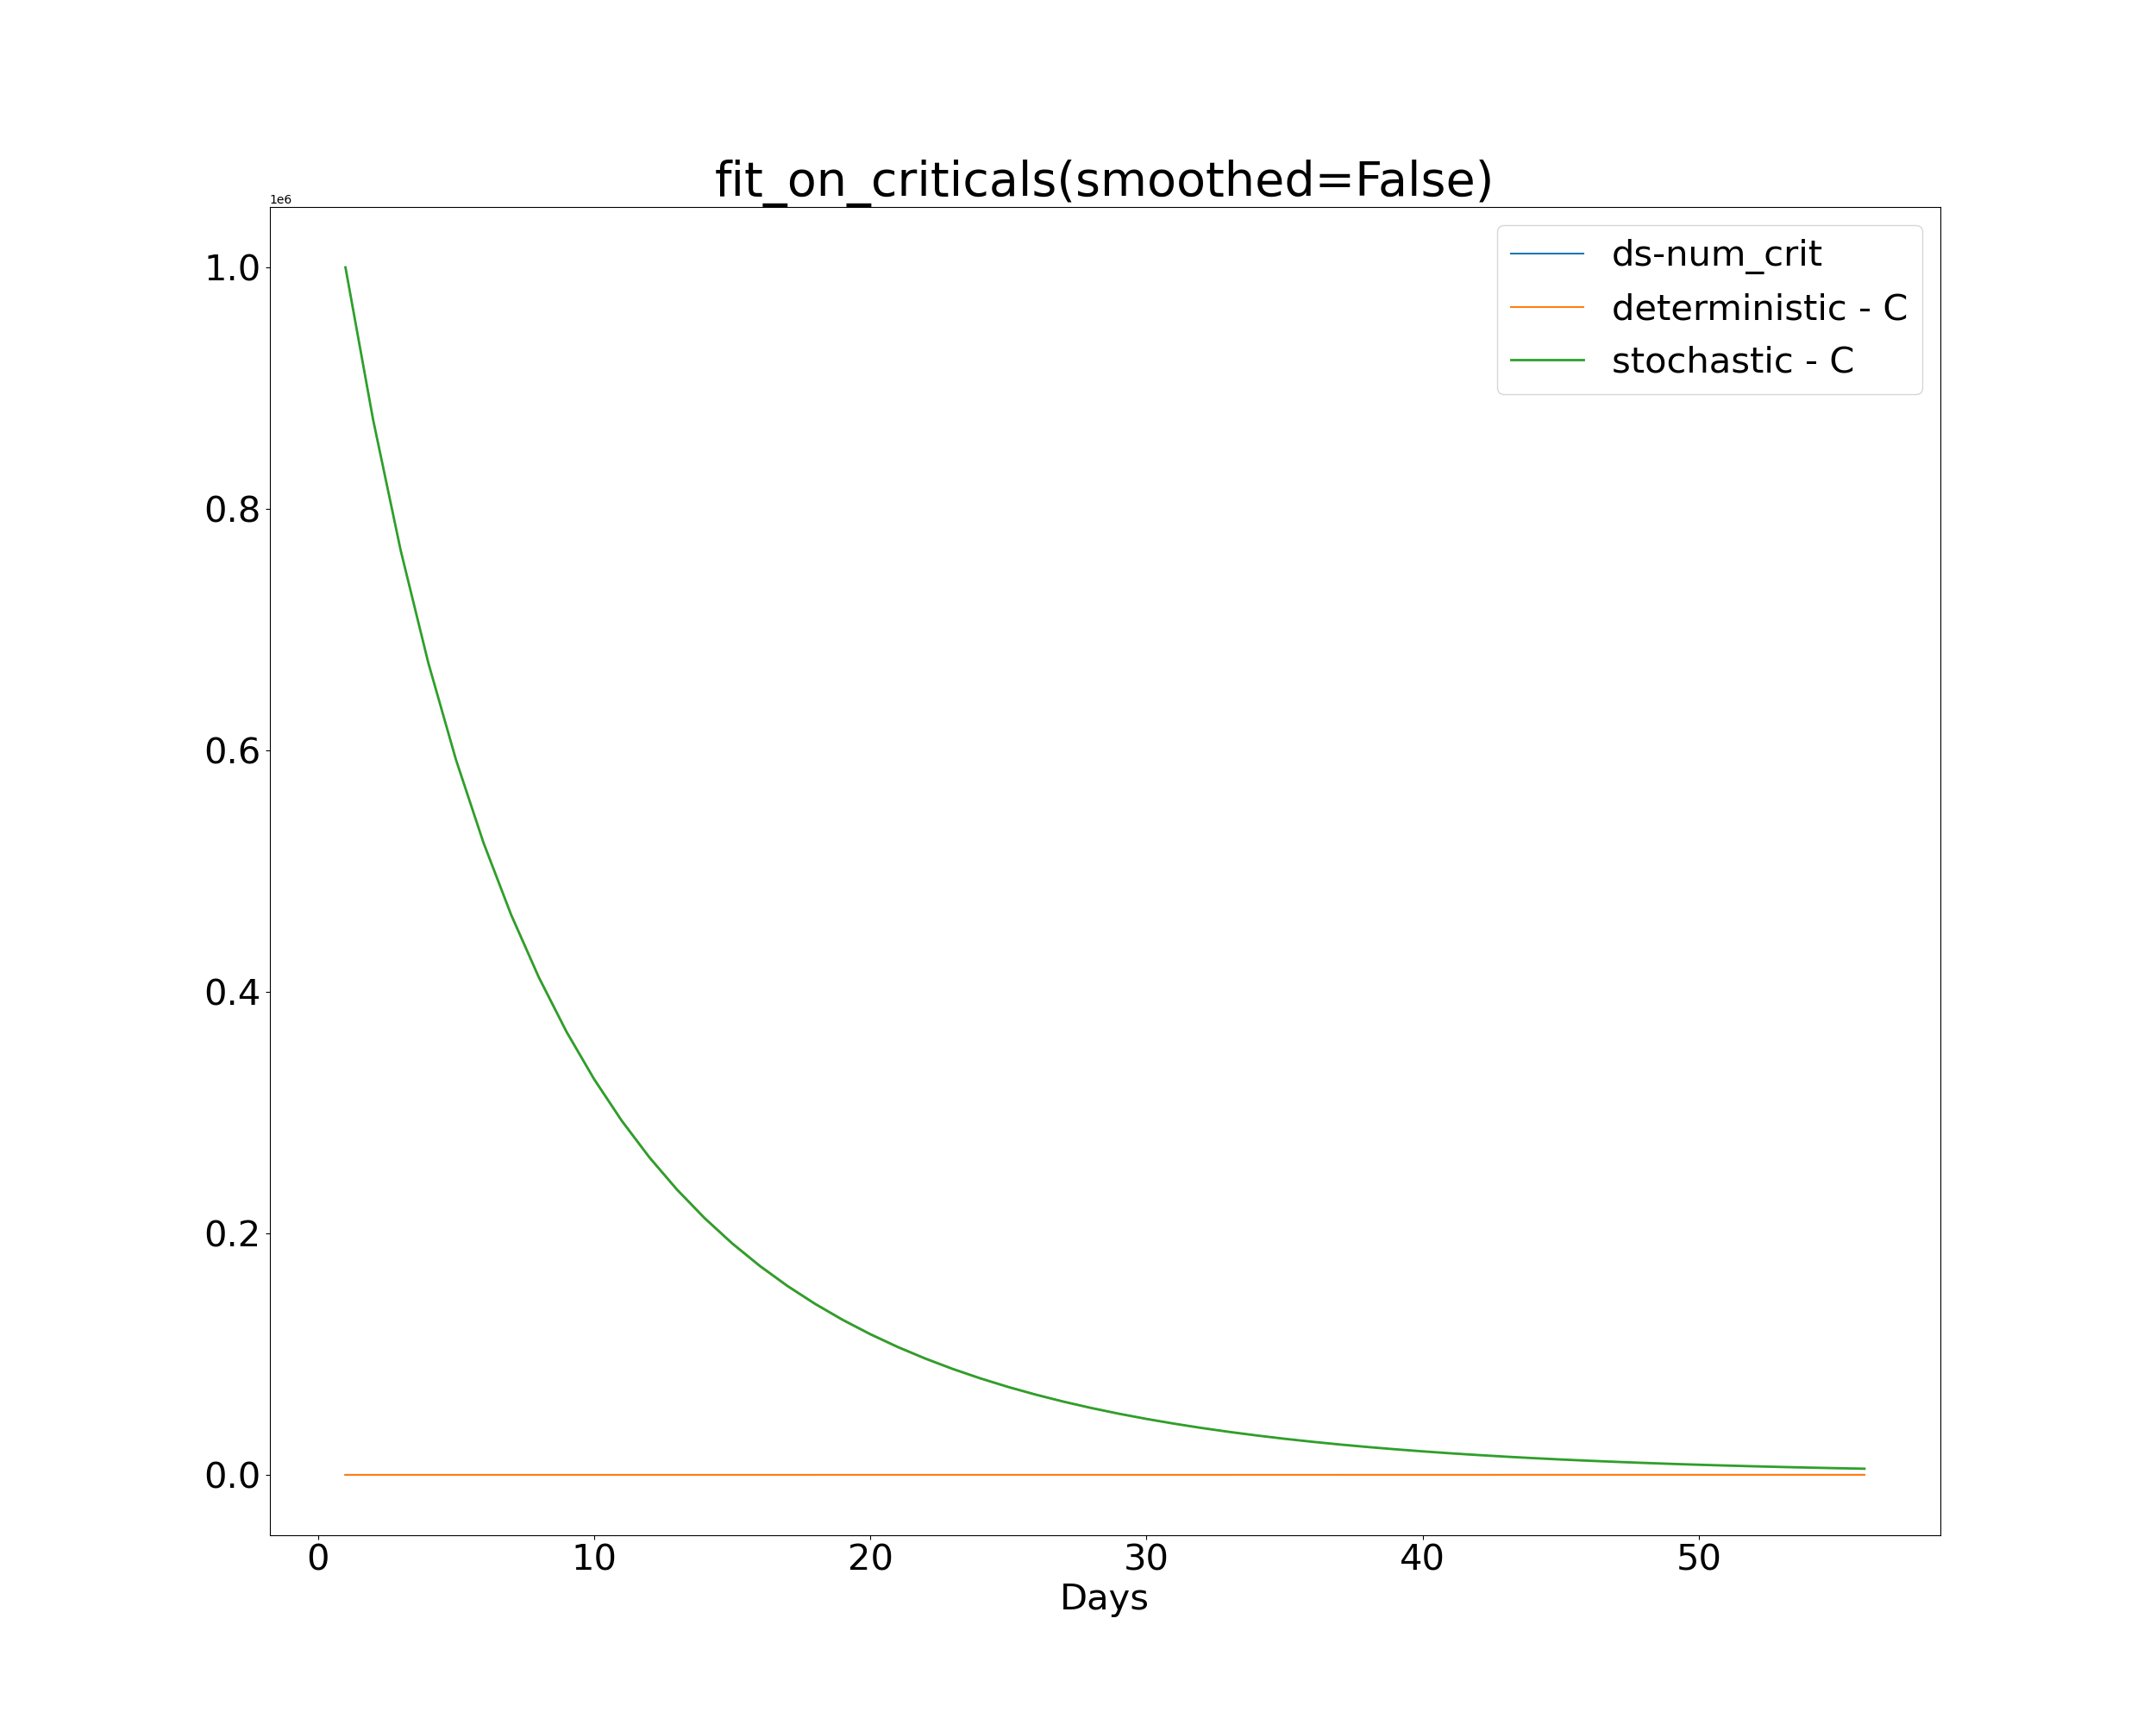 fit_on_criticals(smoothed=False)
1e6
ds-num_crit
deterministic - C
stochastic - C
1.0
0.8
0.6
0.4
0.2
0.0
0 10 20 30 40 50
Days